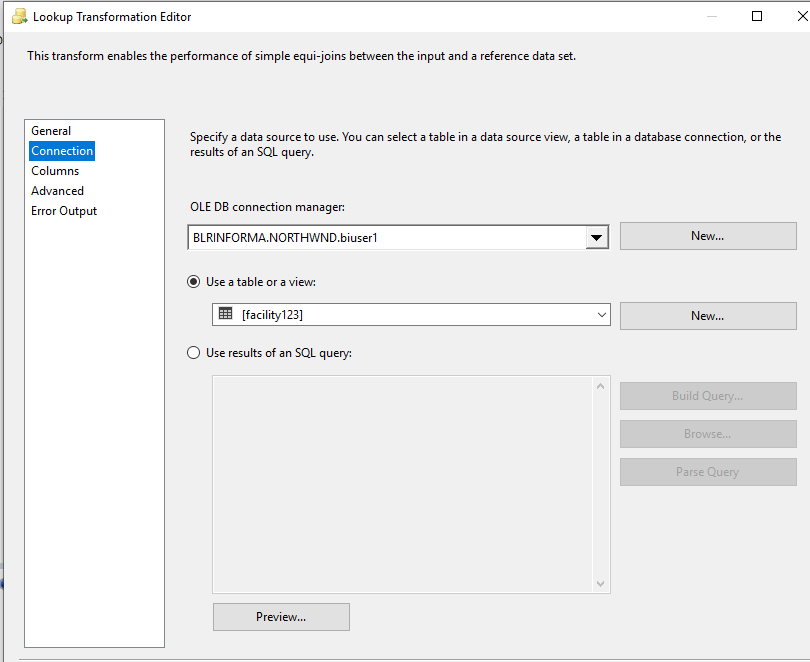 Lookup Transformation Editor
This transform enables the performance of simple equi-joins between the input and a reference data set.
General
Connection
Columns
Advanced
Error Output
Specify a data source to use. You can select a table in a data source view, a table in a database connection, or the
results of an SQL query.
OLE DB connection manager:
BLRINFORMA.NORTHWND.biuser1
New...
Use a table or a view:
[facility123]
New...
Use results of an SQL query:
Build Query...
Browse...
Parse Query
Preview...